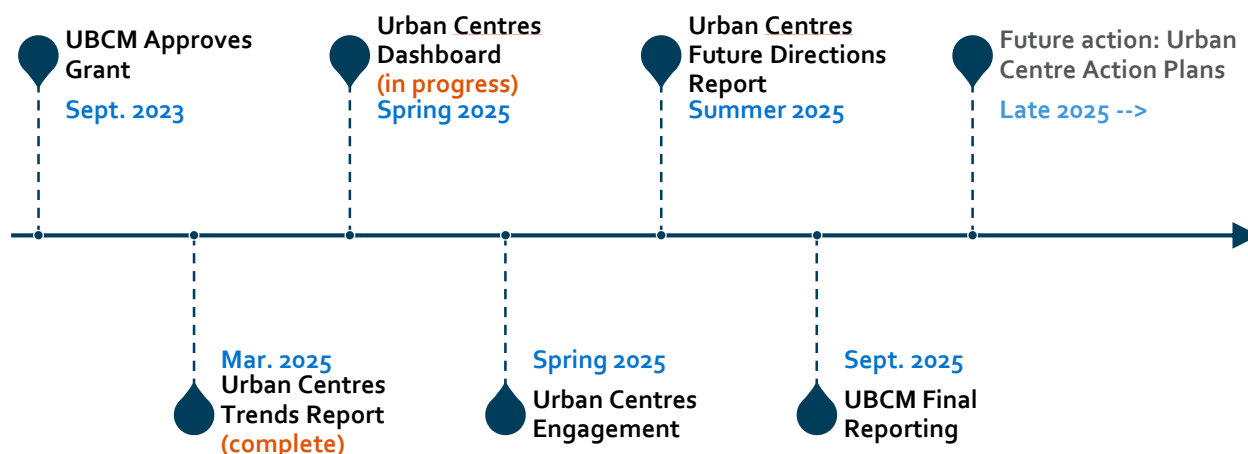 UBCM Approves
Grant
Sept. 2023
Urban Centres
Dashboard
(in progress)
Spring 2025
Urban Centres
Future Directions
Report
Summer 2025
Future action: Urban
Centre Action Plans
Late 2025 -->
Mar. 2025
Urban Centres
Trends Report
(complete)
Spring 2025
Urban Centres
Engagement
Sept. 2025
UBCM Final
Reporting